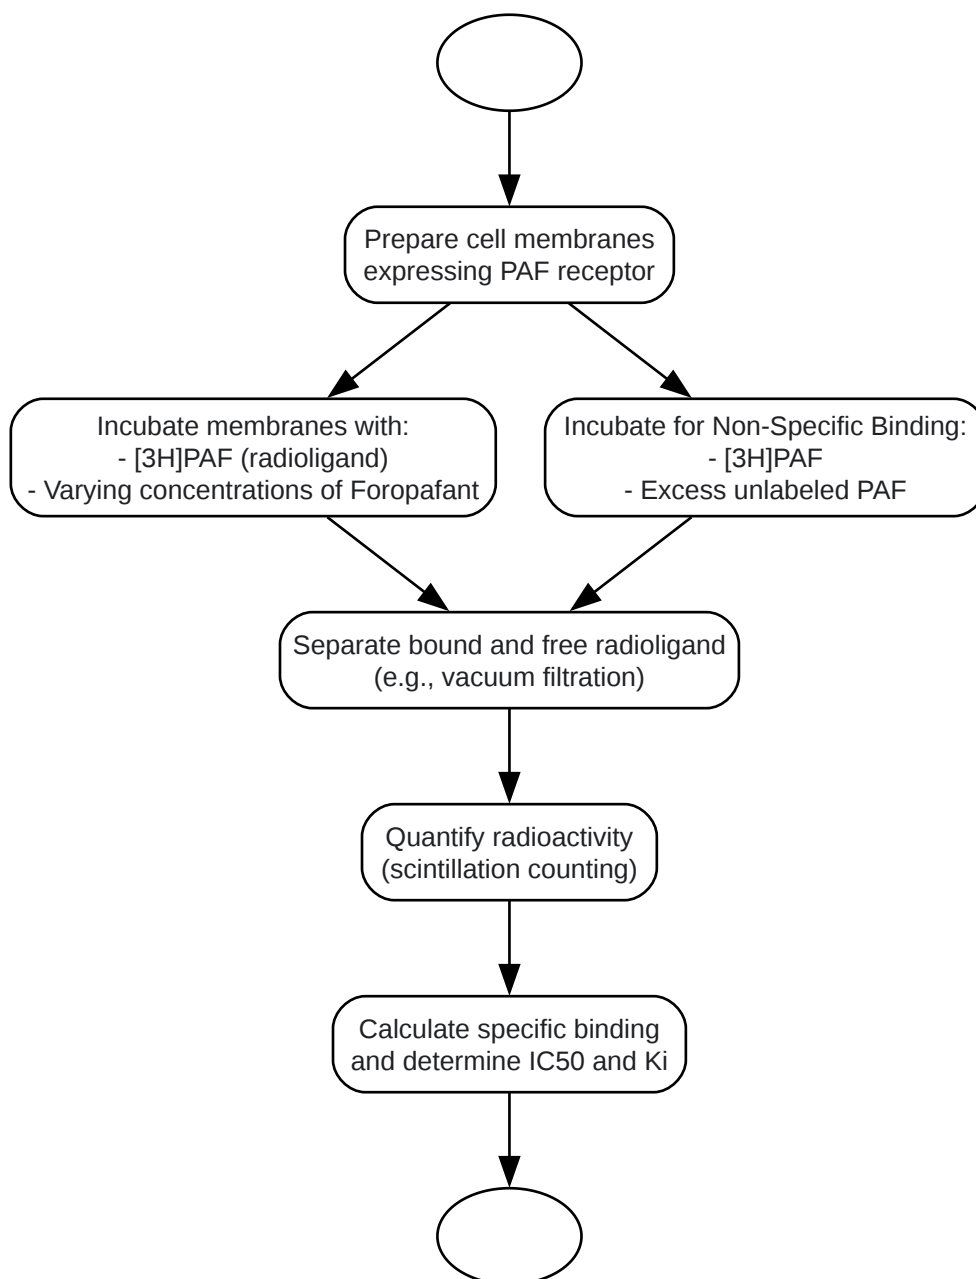 Prepare cell membranes
expressing PAF receptor
Incubate membranes with:
- [3H]PAF (radioligand)
- Varying concentrations of Foropafant
Incubate for Non-Specific Binding:
- [3H]PAF
- Excess unlabeled PAF
Separate bound and free radioligand
(e.g., vacuum filtration)
Quantify radioactivity
(scintillation counting)
Calculate specific binding
and determine IC50 and Ki